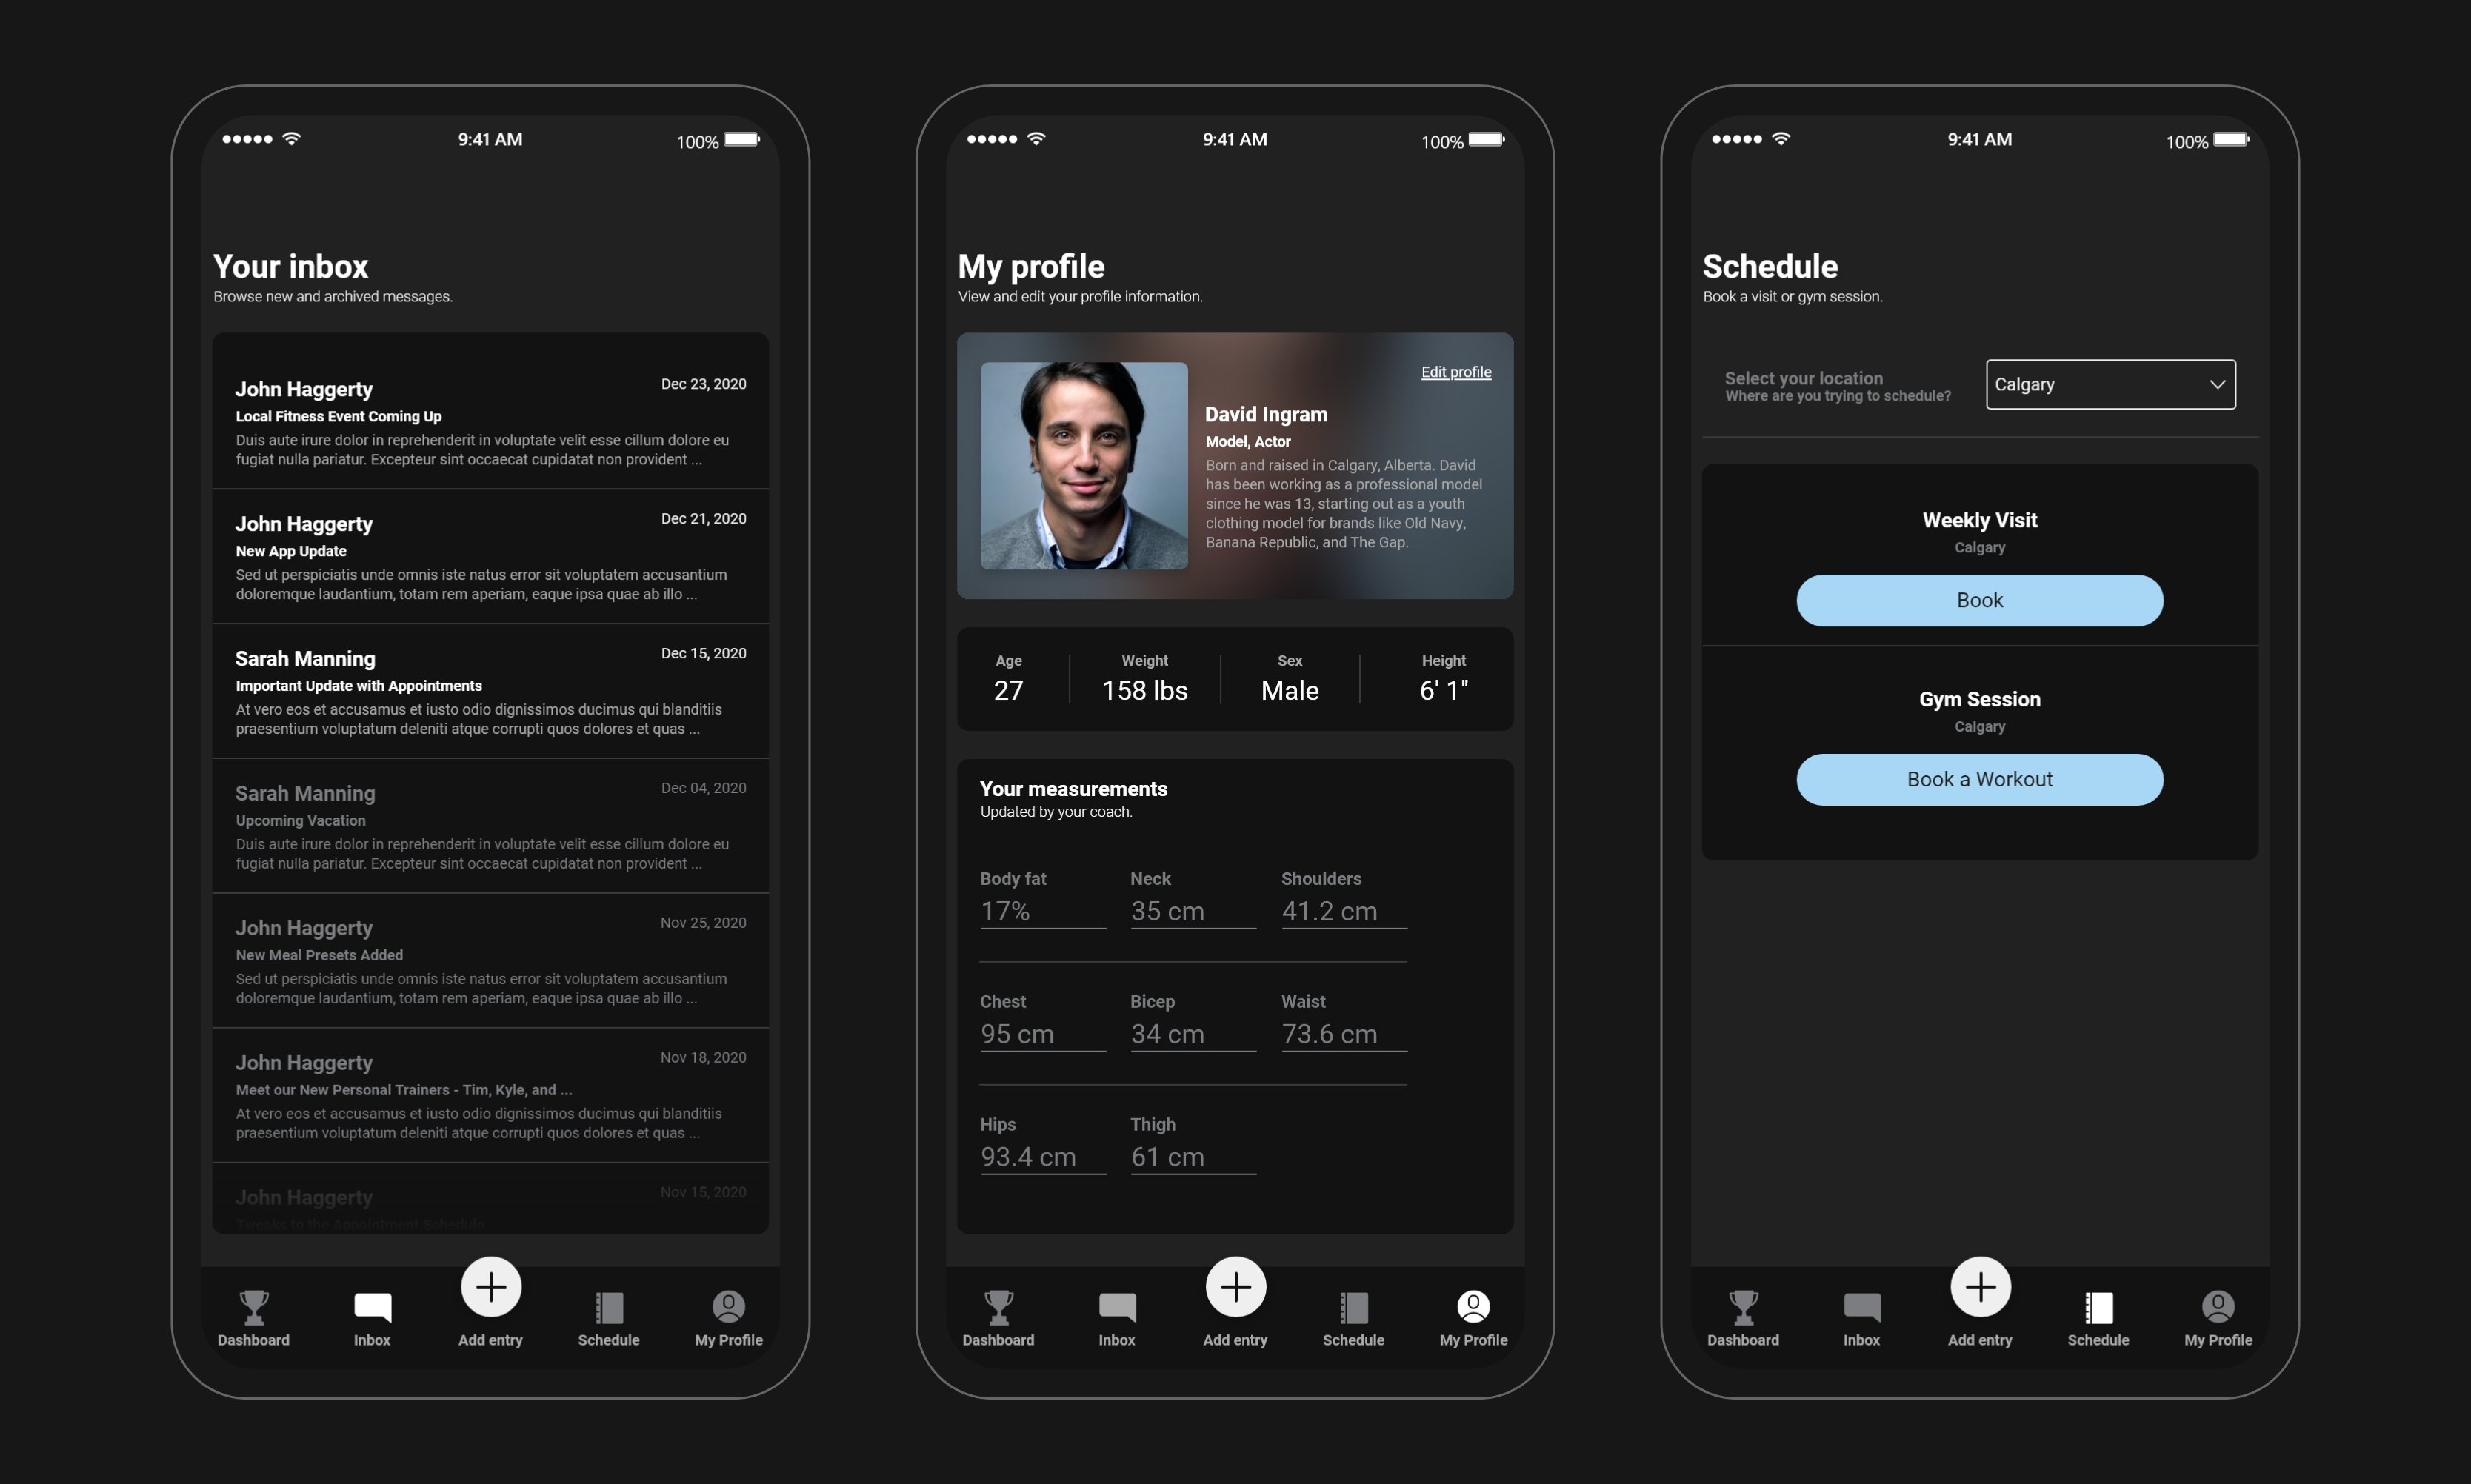 9:41 AM
100%
Your inbox
Browse new and archived messages.
John Haggerty
Dec 23, 2020
Local Fitness Event Coming Up
Duis aute irure dolor in reprehenderit in voluptate velit esse cillum dolore eu
fugiat nulla pariatur. Excepteur sint occaecat cupidatat non provident ...
John Haggerty
Dec 21, 2020
New App Update
Sed ut perspiciatis unde omnis iste natus error sit voluptatem accusantium
doloremque laudantium, totam rem aperiam, eaque ipsa quae ab illo ...
Sarah Manning
Dec 15, 2020
Important Update with Appointments
At vero eos et accusamus et iusto odio dignissimos ducimus qui blanditiis
praesentium voluptatum deleniti atque corrupti quos dolores et quas ...
Sarah Manning
Dec 04, 2020
Upcoming Vacation
Duis aute irure dolor in reprehenderit in voluptate velit esse cillum dolore eu
fugiat nulla pariatur. Excepteur sint occaecat cupidatat non provident ...
John Haggerty
Nov 25, 2020
New Meal Presets Added
Sed ut perspiciatis unde omnis iste natus error sit voluptatem accusantium
doloremque laudantium, totam rem aperiam, eaque ipsa quae ab illo ...
John Haggerty
Nov 18, 2020
Meet our New Personal Trainers - Tim, Kyle, and ...
At vero eos et accusamus et iusto odio dignissimos ducimus qui blanditiis
praesentium voluptatum deleniti atque corrupti quos dolores et quas ...
John Haggerty
Nov 15, 2020
Tweaks to the Appointment Schedule
Dashboard
Inbox
Add entry
Schedule
My Profile
9:41 AM
100%
My profile
View and edit your profile information.
Edit profile
David Ingram
Model, Actor
Born and raised in Calgary, Alberta. David
has been working as a professional model
since he was 13, starting out as a youth
clothing model for brands like Old Navy,
Banana Republic, and The Gap.
Age
27
Weight
158 lbs
Sex
Male
Height
6' 1"
Your measurements
Updated by your coach.
Body fat
17%
Neck
35 cm
Shoulders
41.2 cm
Chest
95 cm
Bicep
34 cm
Waist
73.6 cm
Hips
93.4 cm
Thigh
61 cm
Dashboard
Inbox
Add entry
Schedule
My Profile
9:41 AM
100%
Schedule
Book a visit or gym session.
Select your location
Where are you trying to schedule?
Calgary
Weekly Visit
Calgary
Book
Gym Session
Calgary
Book a Workout
Dashboard
Inbox
Add entry
Schedule
My Profile